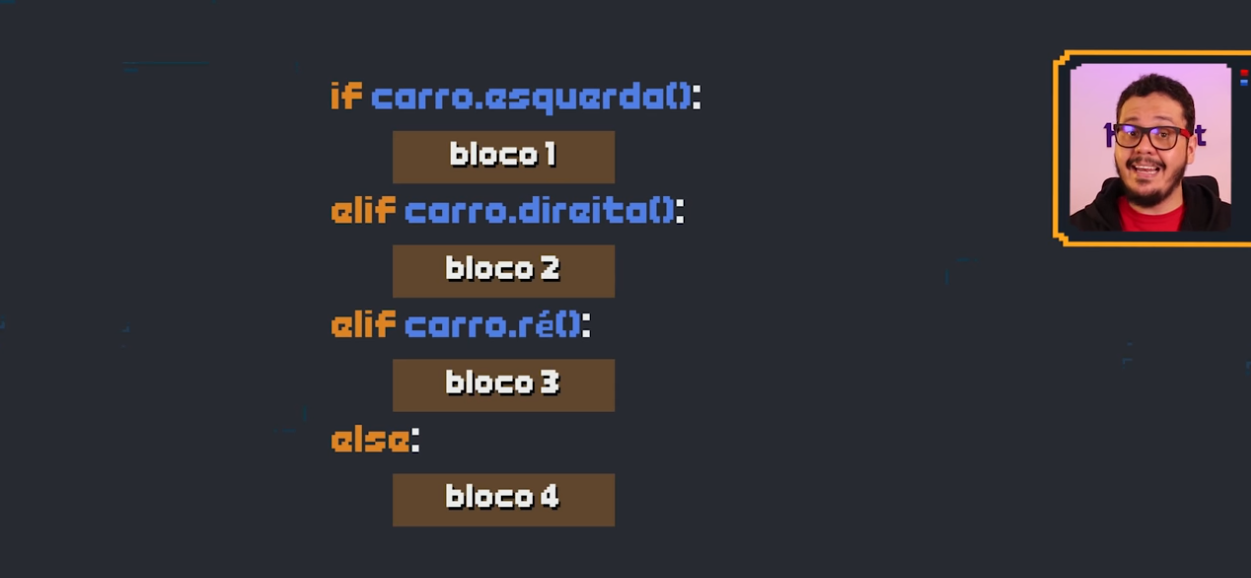 if carro.esquerda():
bloco 1
elif carro.direita():
bloco 2
elif carro.ré():
bloco 3
else:
bloco 4